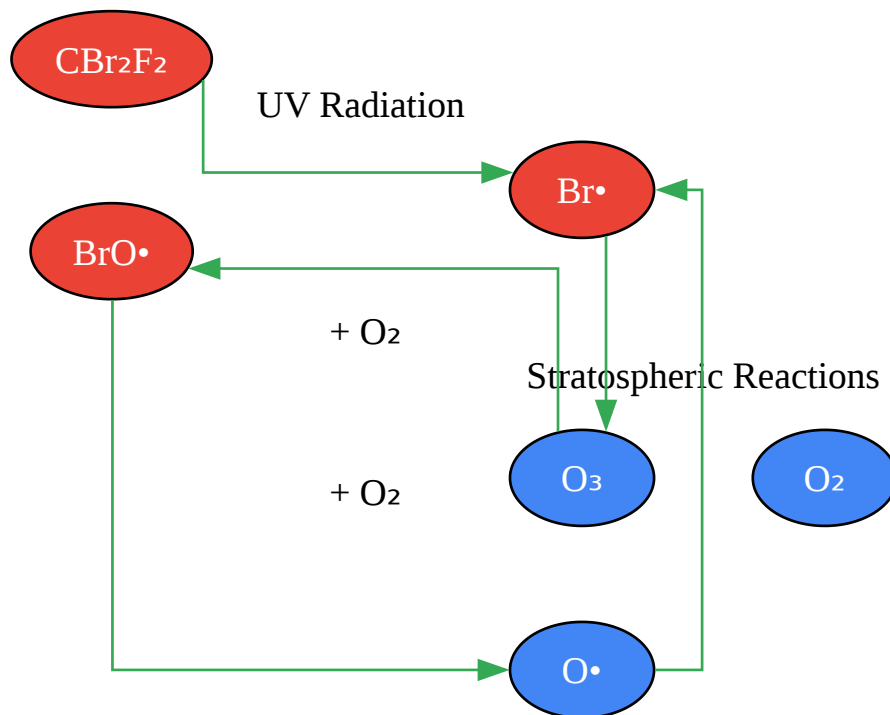 CBr₂F₂
UV Radiation
Br•
BrO•
+ O₂
Stratospheric Reactions
O₃
O₂
+ O₂
O•